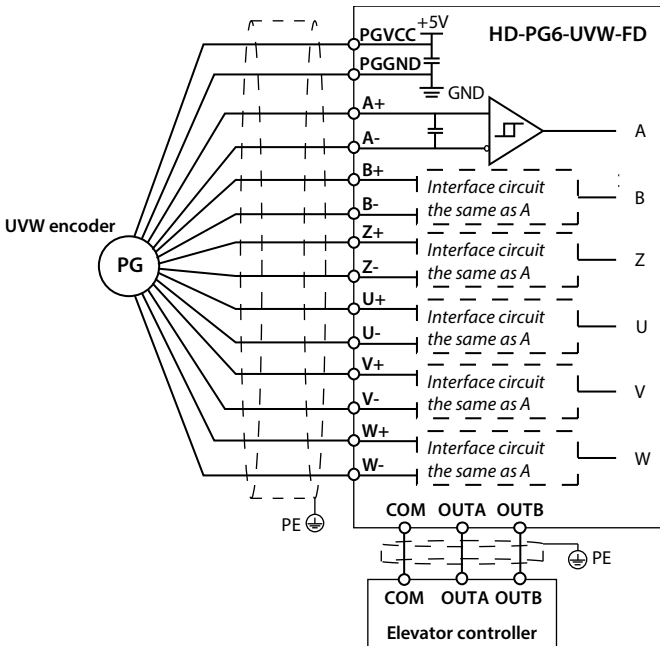 PGVCC
+5V
HD-PG6-UVW-FD
PGGND
GND
A+
A
A-
B+
Interface circuit
the same as A
B
B-
Z+
Interface circuit
the same as A
Z
Z-
UVW encoder
PG
U+
Interface circuit
the same as A
U
U-
V+
Interface circuit
the same as A
V
V-
W+
Interface circuit
the same as A
W
W-
PE
COM OUTA OUTB
PE
COM OUTA OUTB
Elevator controller